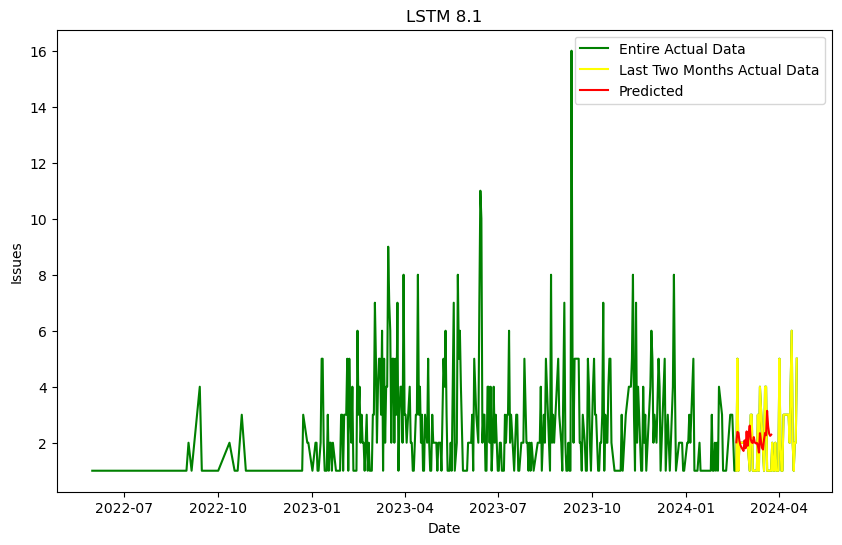 LSTM 8.1
Entire Actual Data
Last Two Months Actual Data
Predicted
Issues
16
14
12
10
8
6
4
2
2022-07 2022-10 2023-01 2023-04 2023-07 2023-10 2024-01 2024-04
Date